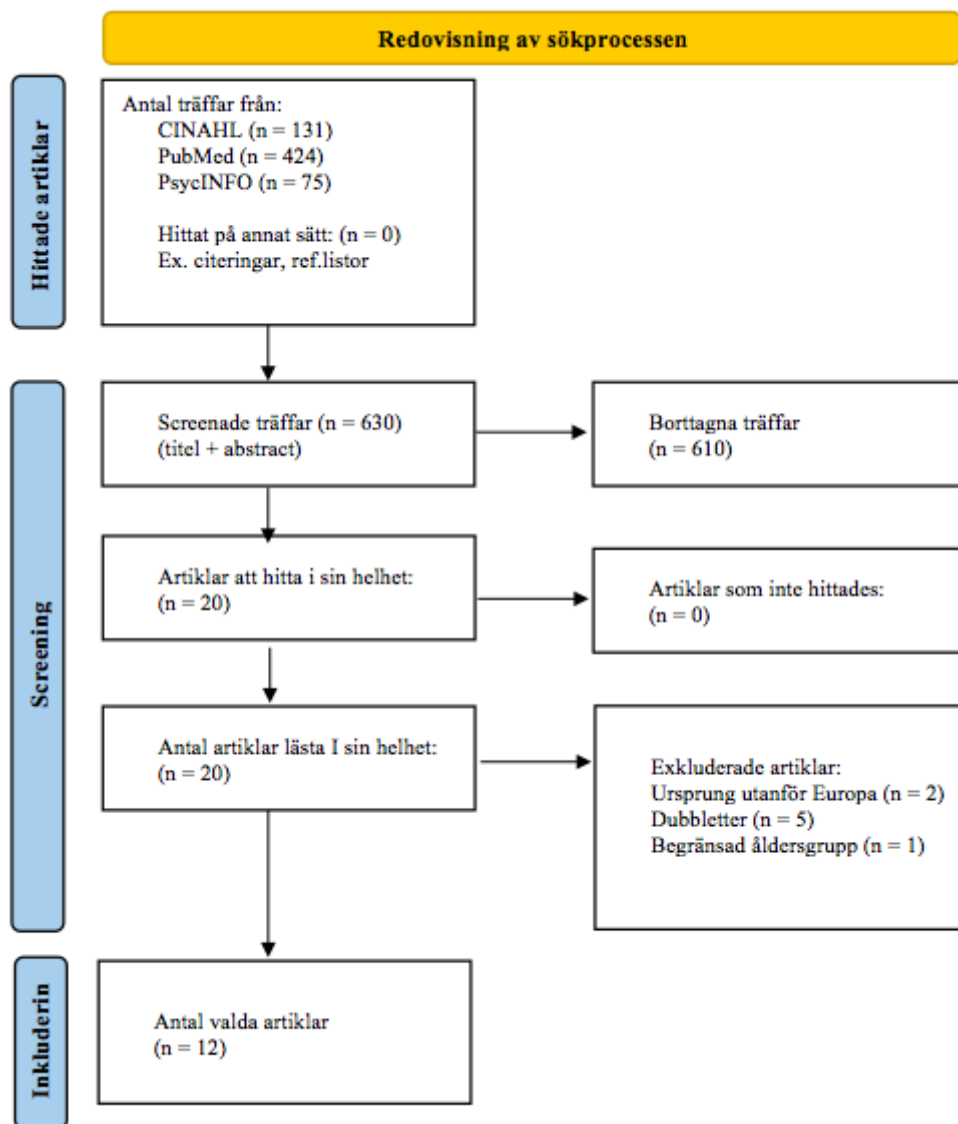 Redovisning av sökprocessen
Hittade artiklar
Antal träffar från:
CINAHL (n = 131)
PubMed (n = 424)
PsycINFO (n = 75)
Hittat på annat sätt: (n = 0)
Ex. citeringar, ref.listor
Screening
Screenade träffar (n = 630)
(titel + abstract)
Borttagna träffar
(n = 610)
Artiklar att hitta i sin helhet:
(n = 20)
Artiklar som inte hittades:
(n = 0)
Antal artiklar lästa I sin helhet:
(n = 20)
Exkluderade artiklar:
Ursprung utanför Europa (n = 2)
Dubbletter (n = 5)
Begränsad åldersgrupp (n = 1)
Inkluderin
Antal valda artiklar
(n = 12)